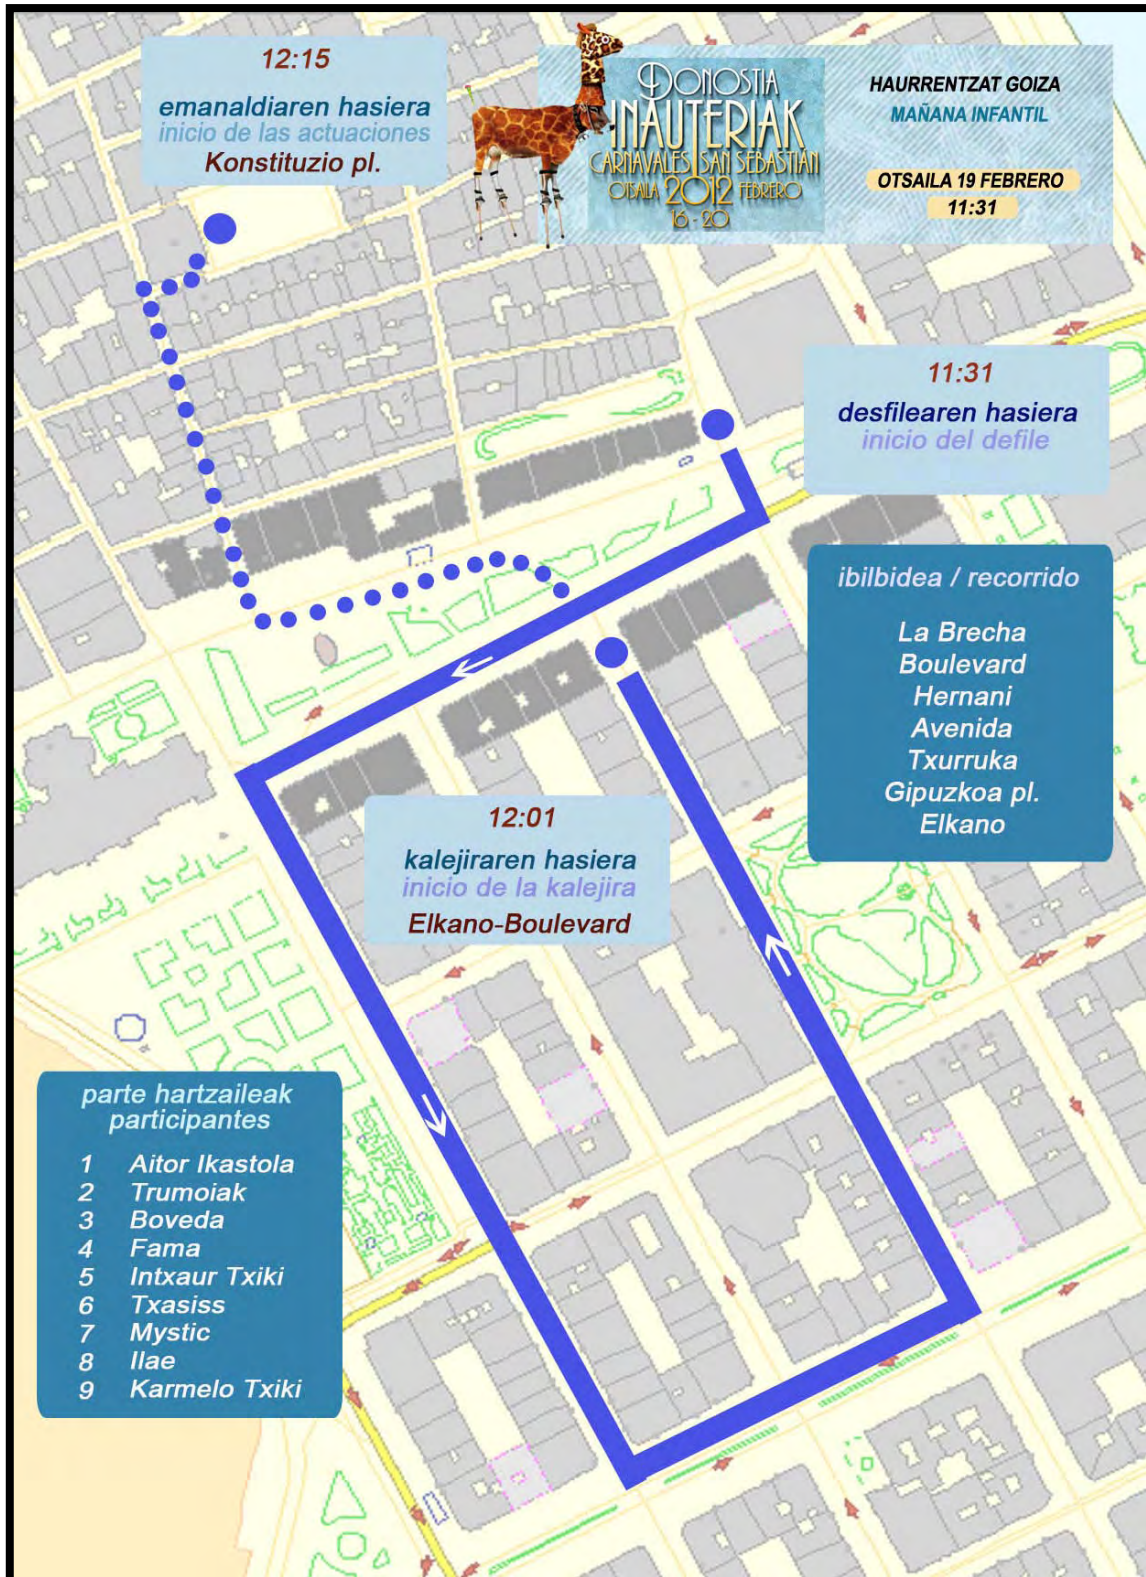 12:15
emanaldiaren hasiera
inicio de las actuaciones
Konstituzio pl.
DONOSTIA
INAUTERIAK
CARNAVALES SAN SEBASTIÁN
OTSAILA 2012 FEBRERO
16 - 20
HAURRENTZAT GOIZA
MAÑANA INFANTIL
OTSAILA 19 FEBRERO
11:31
11:31
desfilearen hasiera
inicio del defile
ibilbidea / recorrido
La Brecha
Boulevard
Hernani
Avenida
Txurruka
Gipuzkoa pl.
Elkano
12:01
kalejiraren hasiera
inicio de la kalejira
Elkano-Boulevard
parte hartzaileak
participantes
1 Aitor Ikastola
2 Trumoiak
3 Boveda
4 Fama
5 Intxaur Txiki
6 Txasiss
7 Mystic
8 Ilae
9 Karmelo Txiki